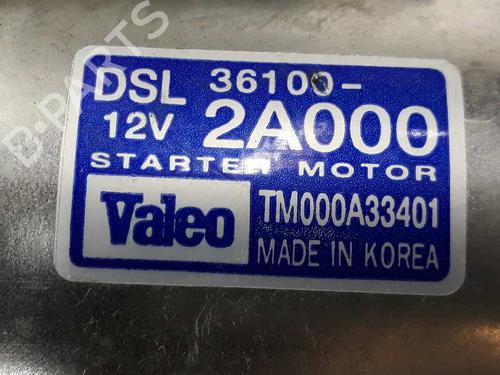 B-PARTS
DSL 36100-
12V 2A000
STARTER MOTOR
Valeo TM000A33401
MADE IN KOREA